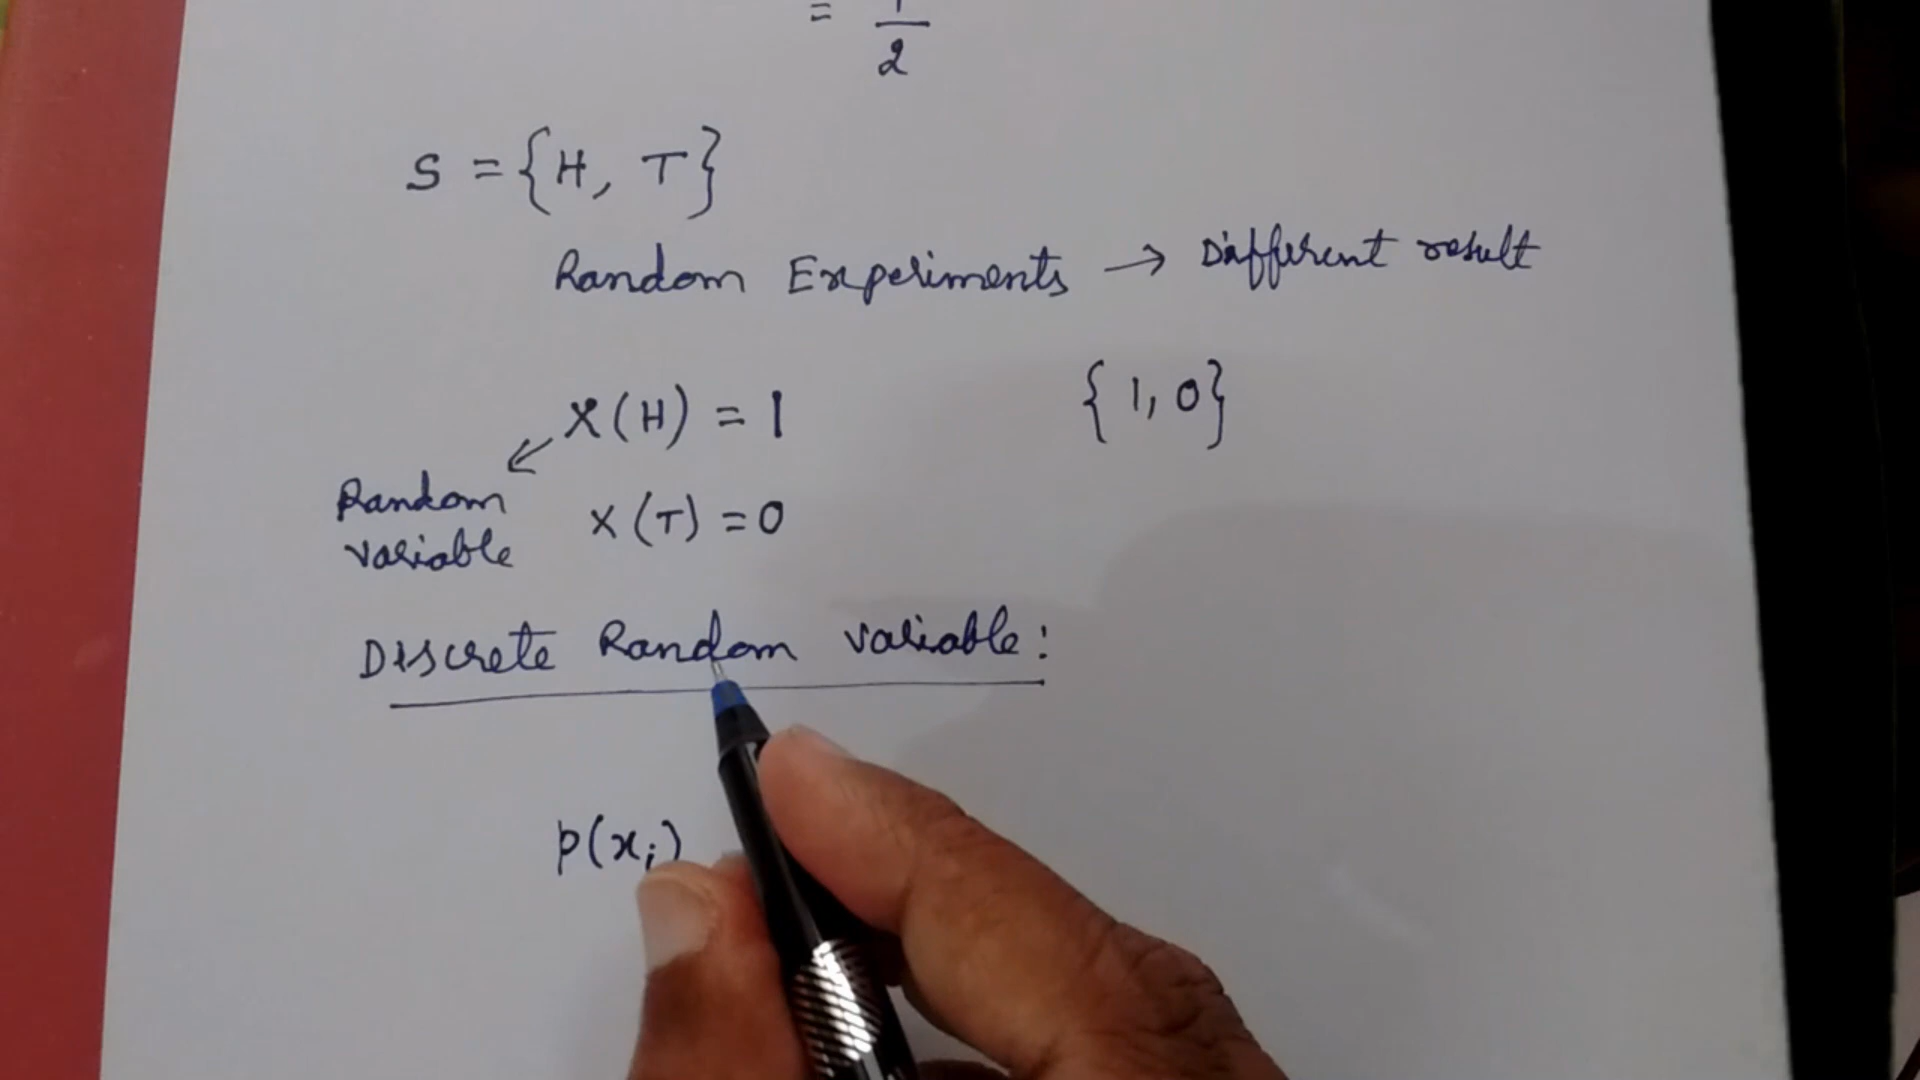 = 1/2
S = {H, T}
Random Experiments → Different result
X(H) = 1 {1, 0}
Random variable
X(T) = 0
Discrete Random variable:
p(xi)